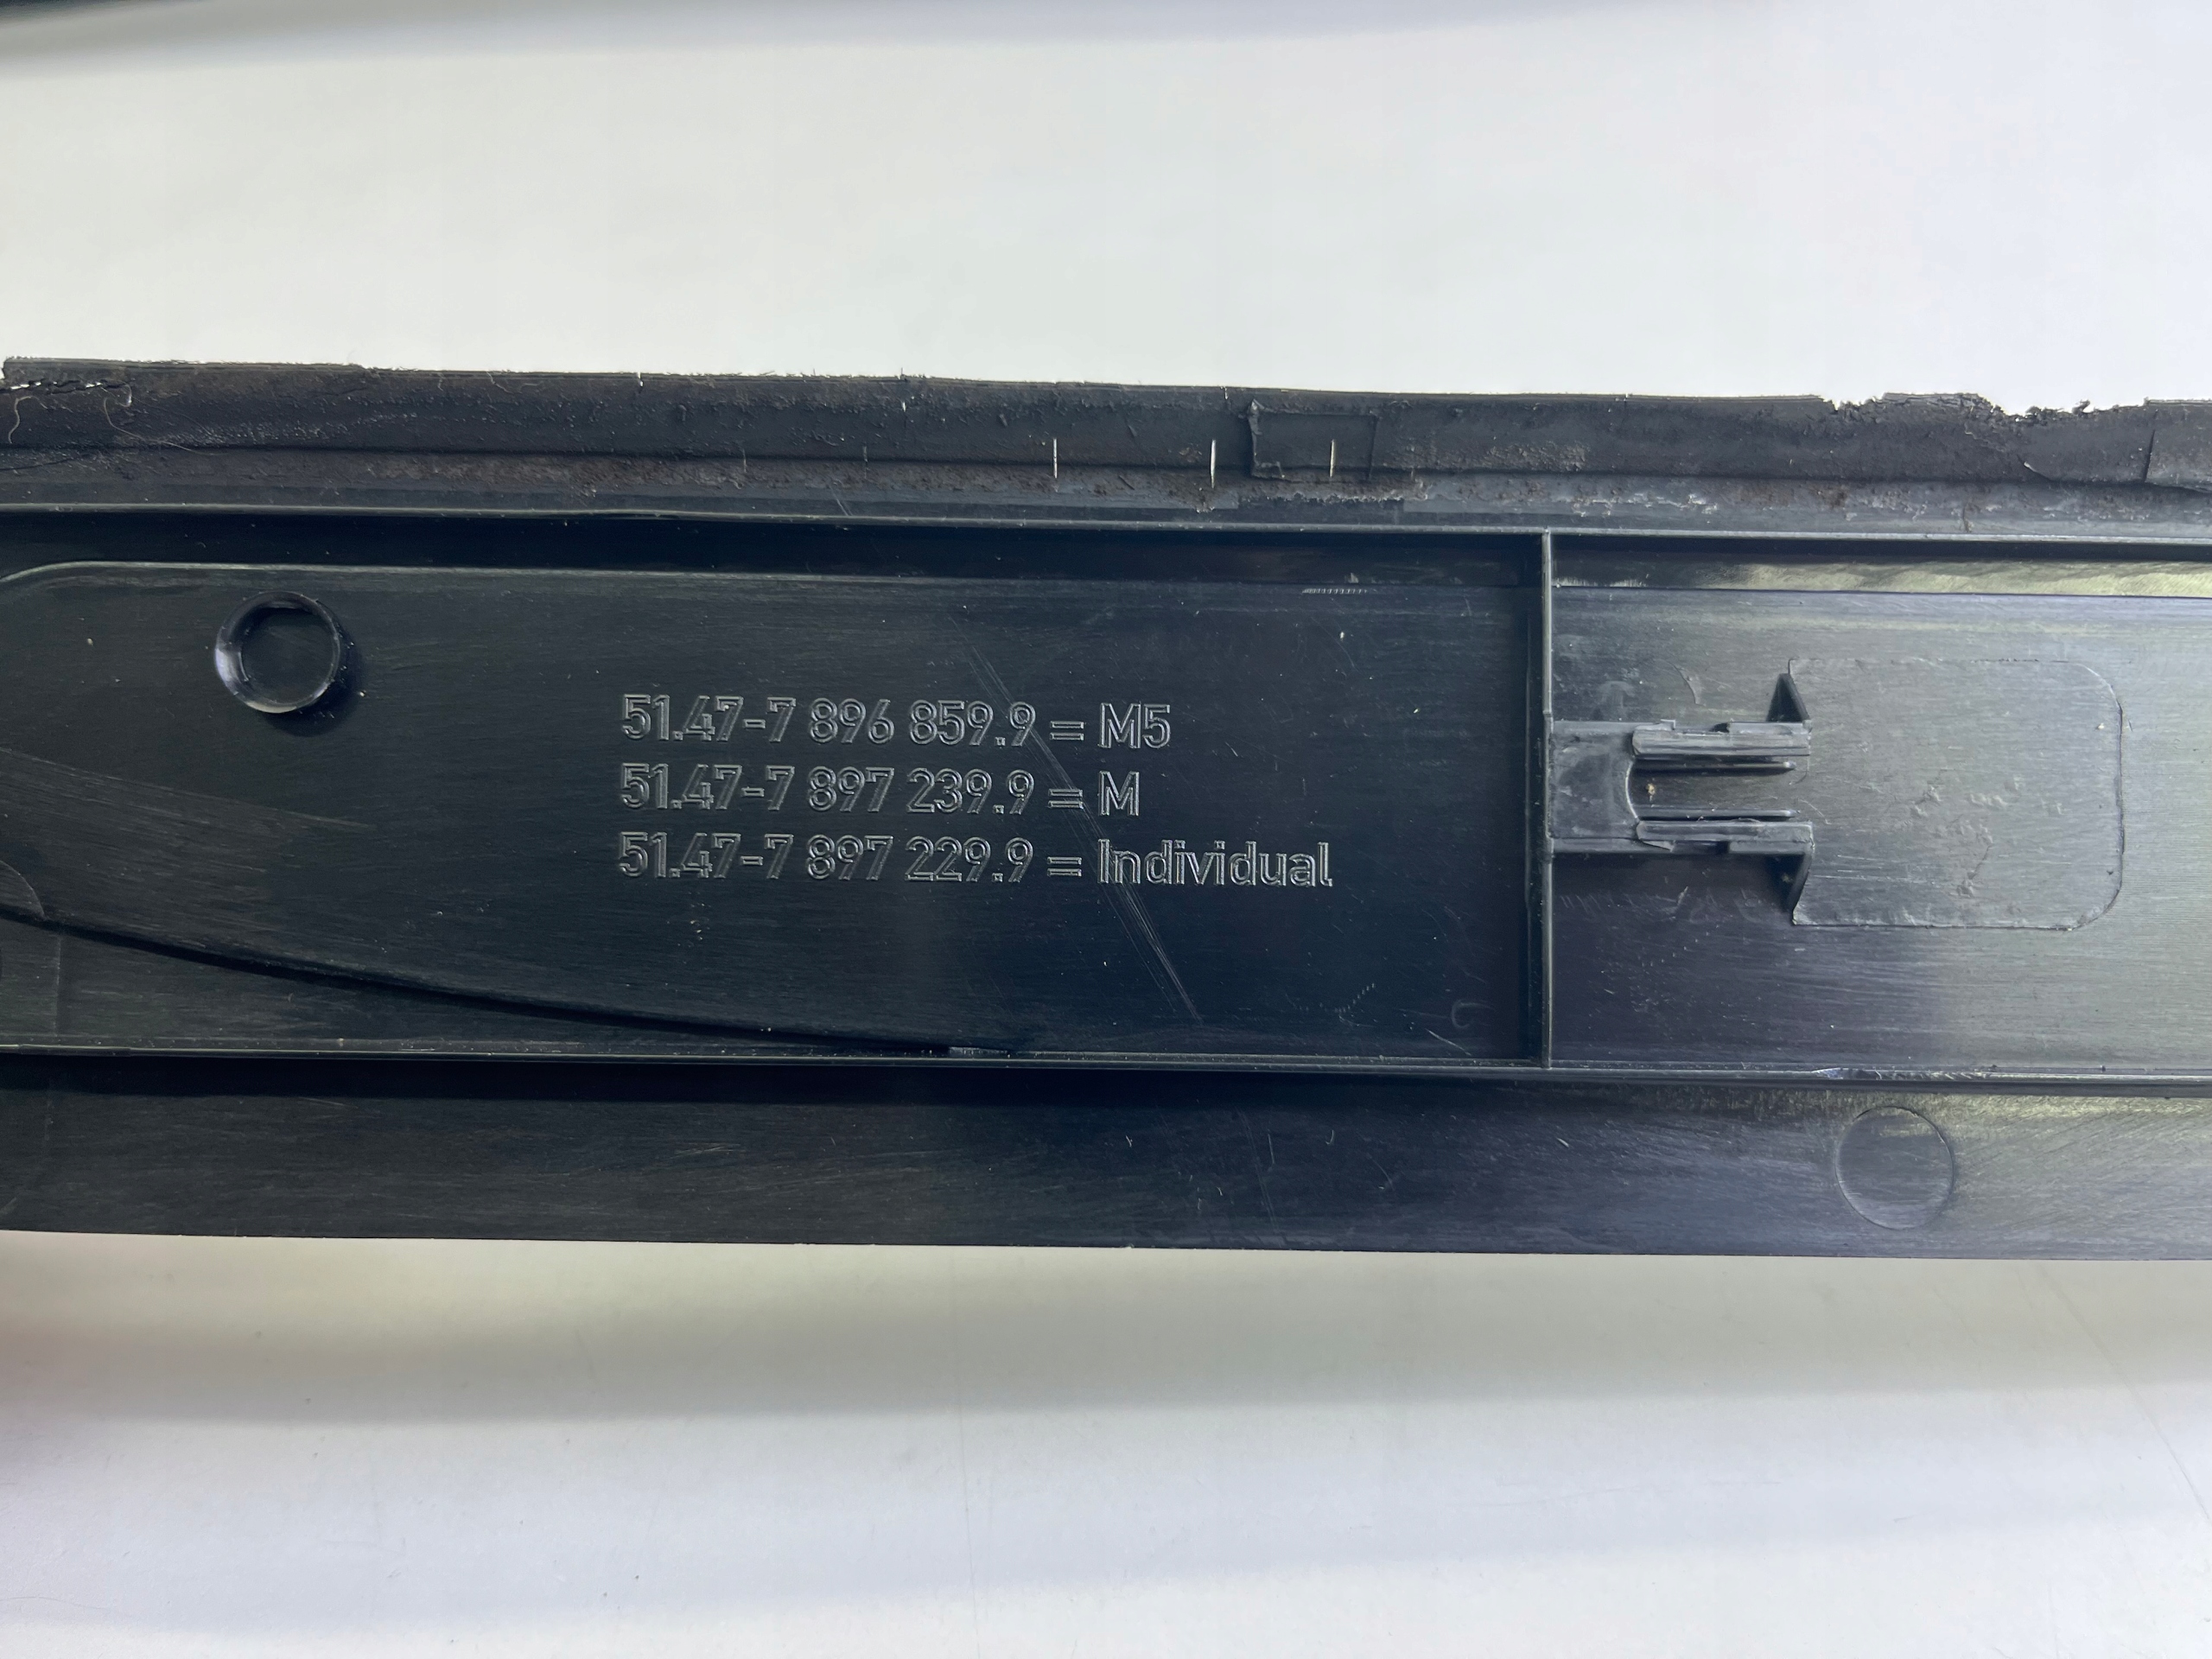 51.47-7 896 859.9 = M5
51.47-7 897 239.9 = M
51.47-7 897 229.9 = Individual